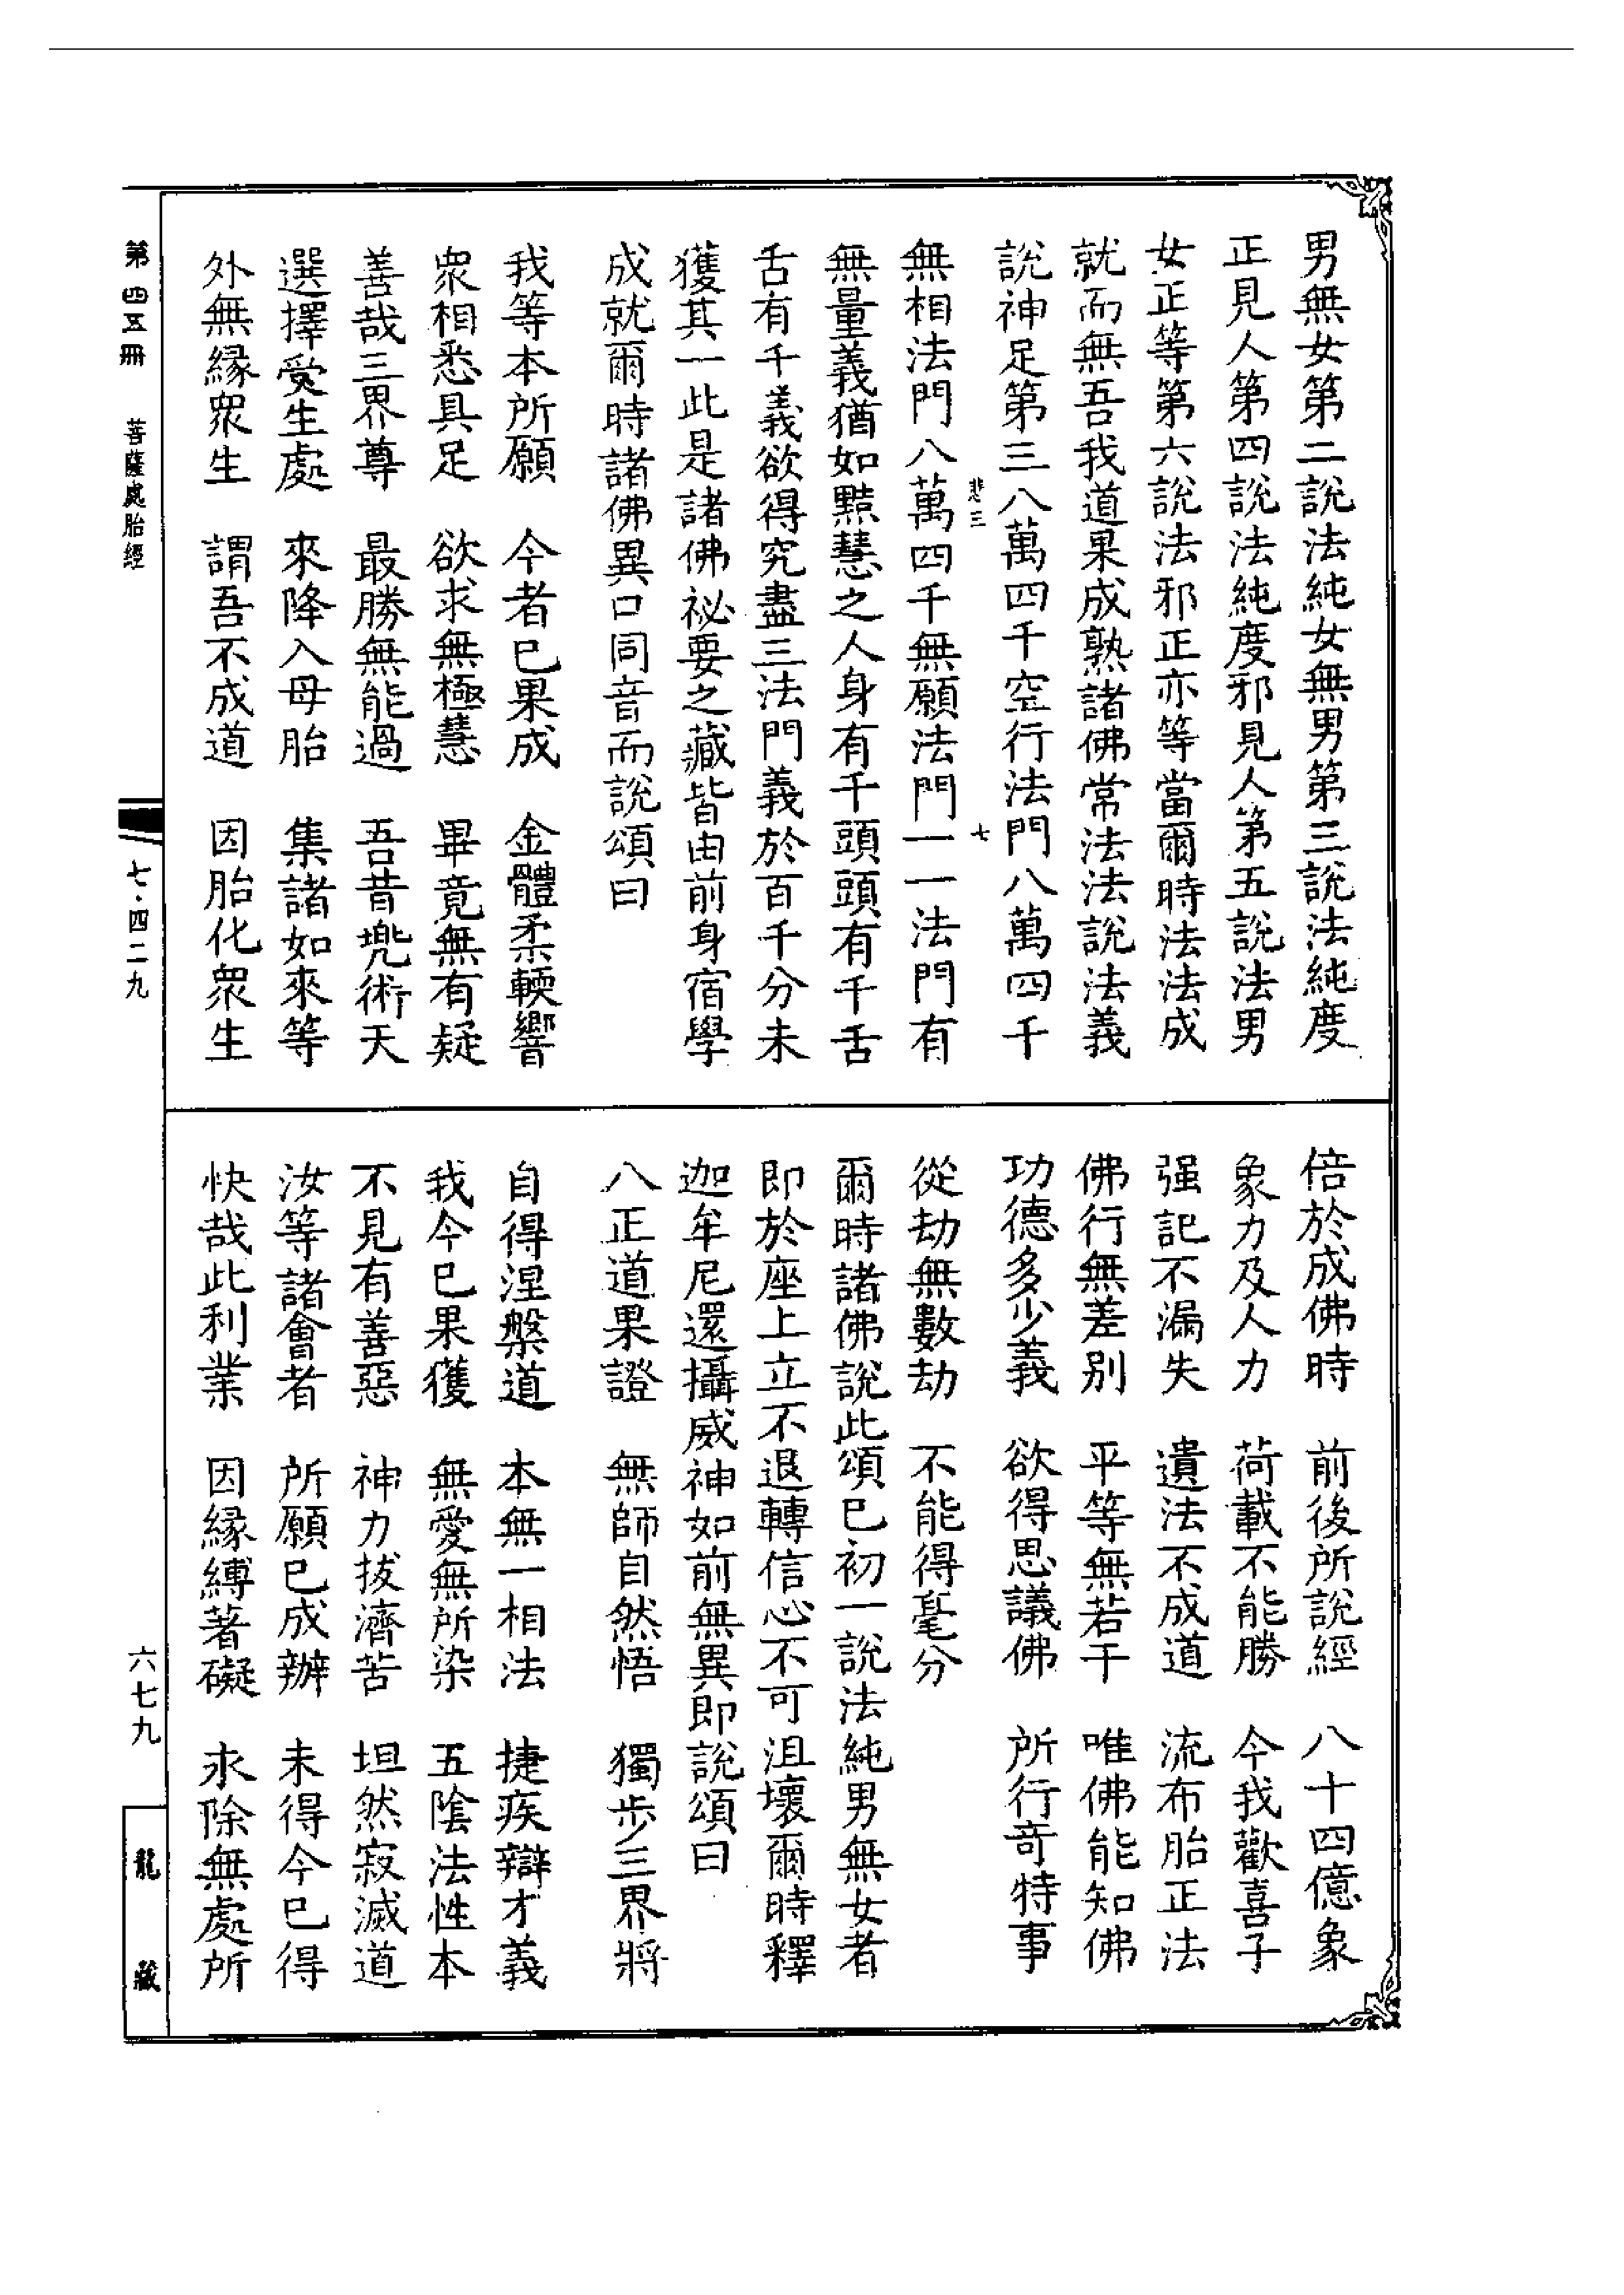 男無女第二說法純女無男第三說法純度
正見人第四說法純度邪見人第五說法男
女正等第六說法邪正亦等當爾時法法成
就而無吾我道果成熟諸佛常法法說法義
說神足第三八萬四千空行法門八萬四千
悲三 七
無相法門八萬四千無願法門一一法門有
無量義猶如黠慧之人身有千頭頭有千舌
舌有千義欲得究盡三法門義於百千分未
獲其一此是諸佛祕要之藏皆由前身宿學
成就爾時諸佛異口同音而說頌曰
我等本所願 今者已果成 金體柔輭響
衆相悉具足 欲求無極慧 畢竟無有疑
善哉三界尊 最勝無能過 吾昔兠術天
選擇受生處 來降入母胎 集諸如來等
外無緣衆生 謂吾不成道 因胎化衆生
倍於成佛時 前後所說經 八十四億象
象力及人力 荷載不能勝 今我歡喜子
强記不漏失 遺法不成道 流布胎正法
佛行無差别 平等無若干 唯佛能知佛
功德多少義 欲得思議佛 所行奇特事
從劫無數劫 不能得毫分
爾時諸佛說此頌已初一說法純男無女者
即於座上立不退轉信心不可沮壞爾時釋
迦牟尼還攝威神如前無異即說頌曰
八正道果證 無師自然悟 獨步三界將
自得涅槃道 本無一相法 捷疾辯才義
我今已果獲 無愛無所染 五隂法性本
不見有善惡 神力拔濟苦 坦然寂滅道
汝等諸會者 所願已成辦 未得今已得
快哉此利業 因緣縛著礙 永除無處所
第四五冊 菩薩處胎經
七·四二九
六七九
龍藏